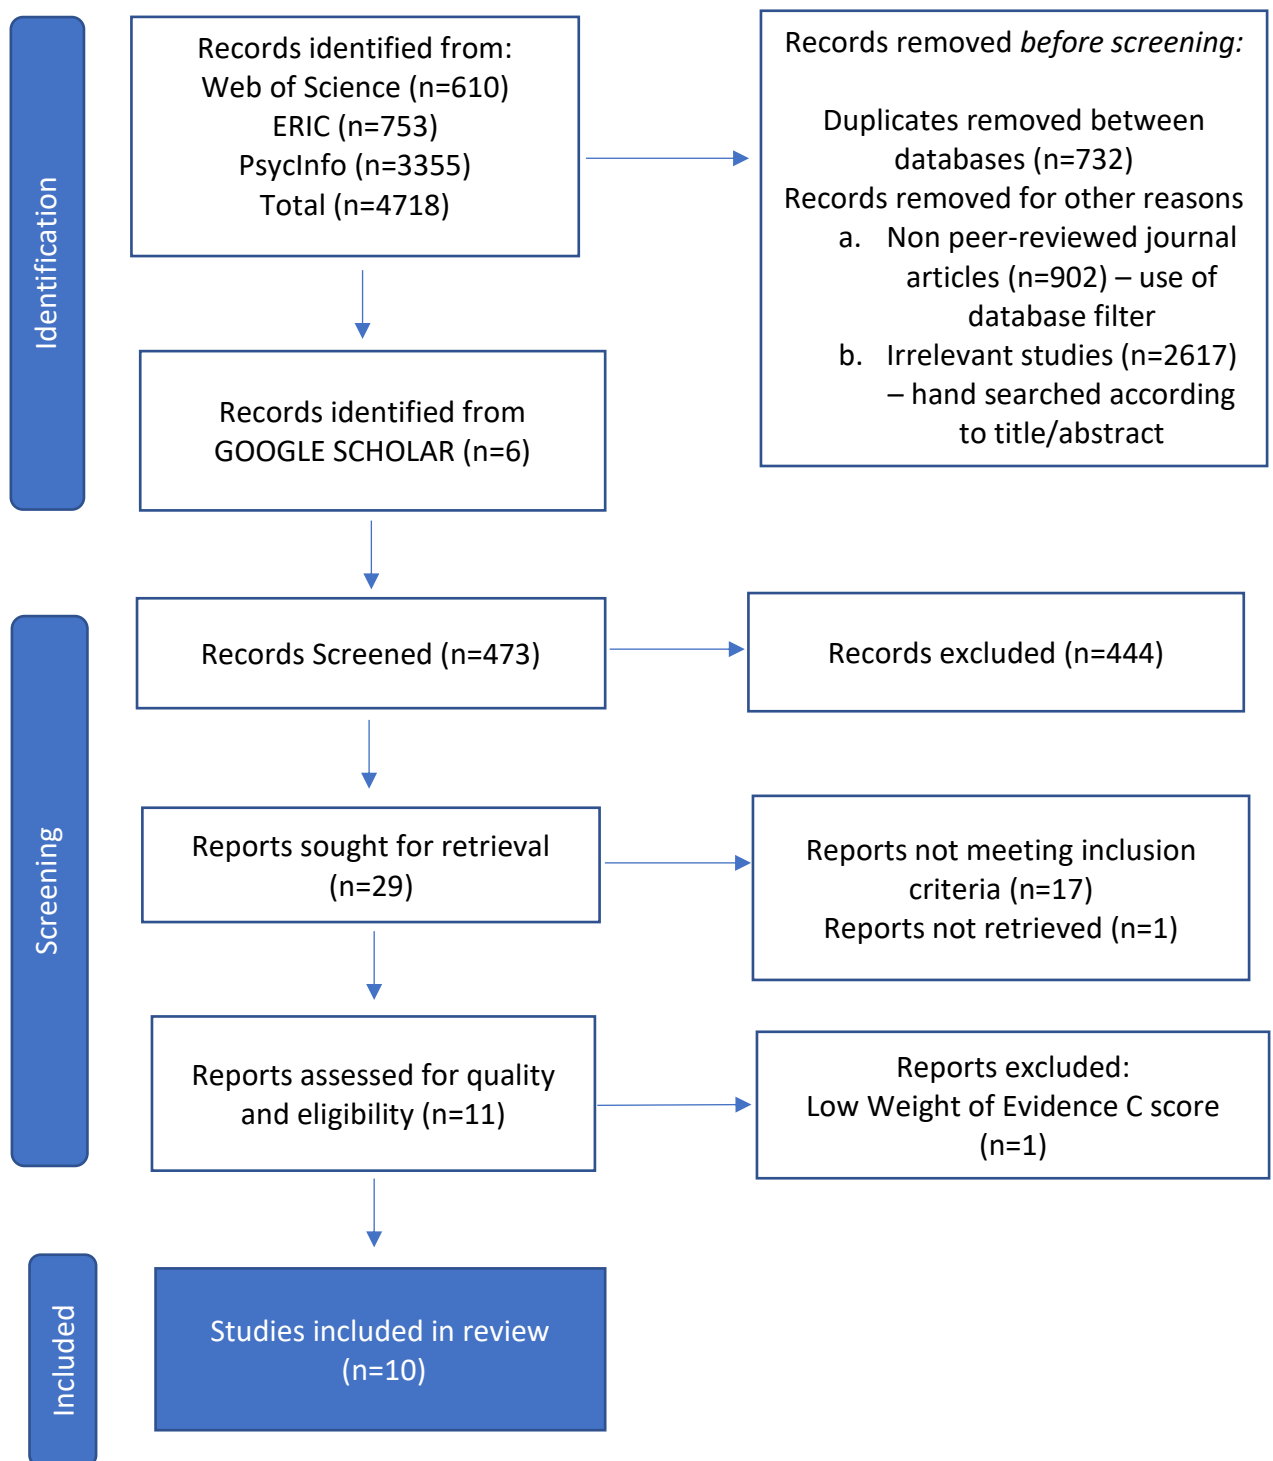 Identification
Records identified from:
Web of Science (n=610)
ERIC (n=753)
PsycInfo (n=3355)
Total (n=4718)
Records removed before screening:
Duplicates removed between
databases (n=732)
Records removed for other reasons
a. Non peer-reviewed journal
articles (n=902) – use of
database filter
b. Irrelevant studies (n=2617)
– hand searched according
to title/abstract
Records identified from
GOOGLE SCHOLAR (n=6)
Screening
Records Screened (n=473)
Records excluded (n=444)
Reports sought for retrieval
(n=29)
Reports not meeting inclusion
criteria (n=17)
Reports not retrieved (n=1)
Reports assessed for quality
and eligibility (n=11)
Reports excluded:
Low Weight of Evidence C score
(n=1)
Included
Studies included in review
(n=10)